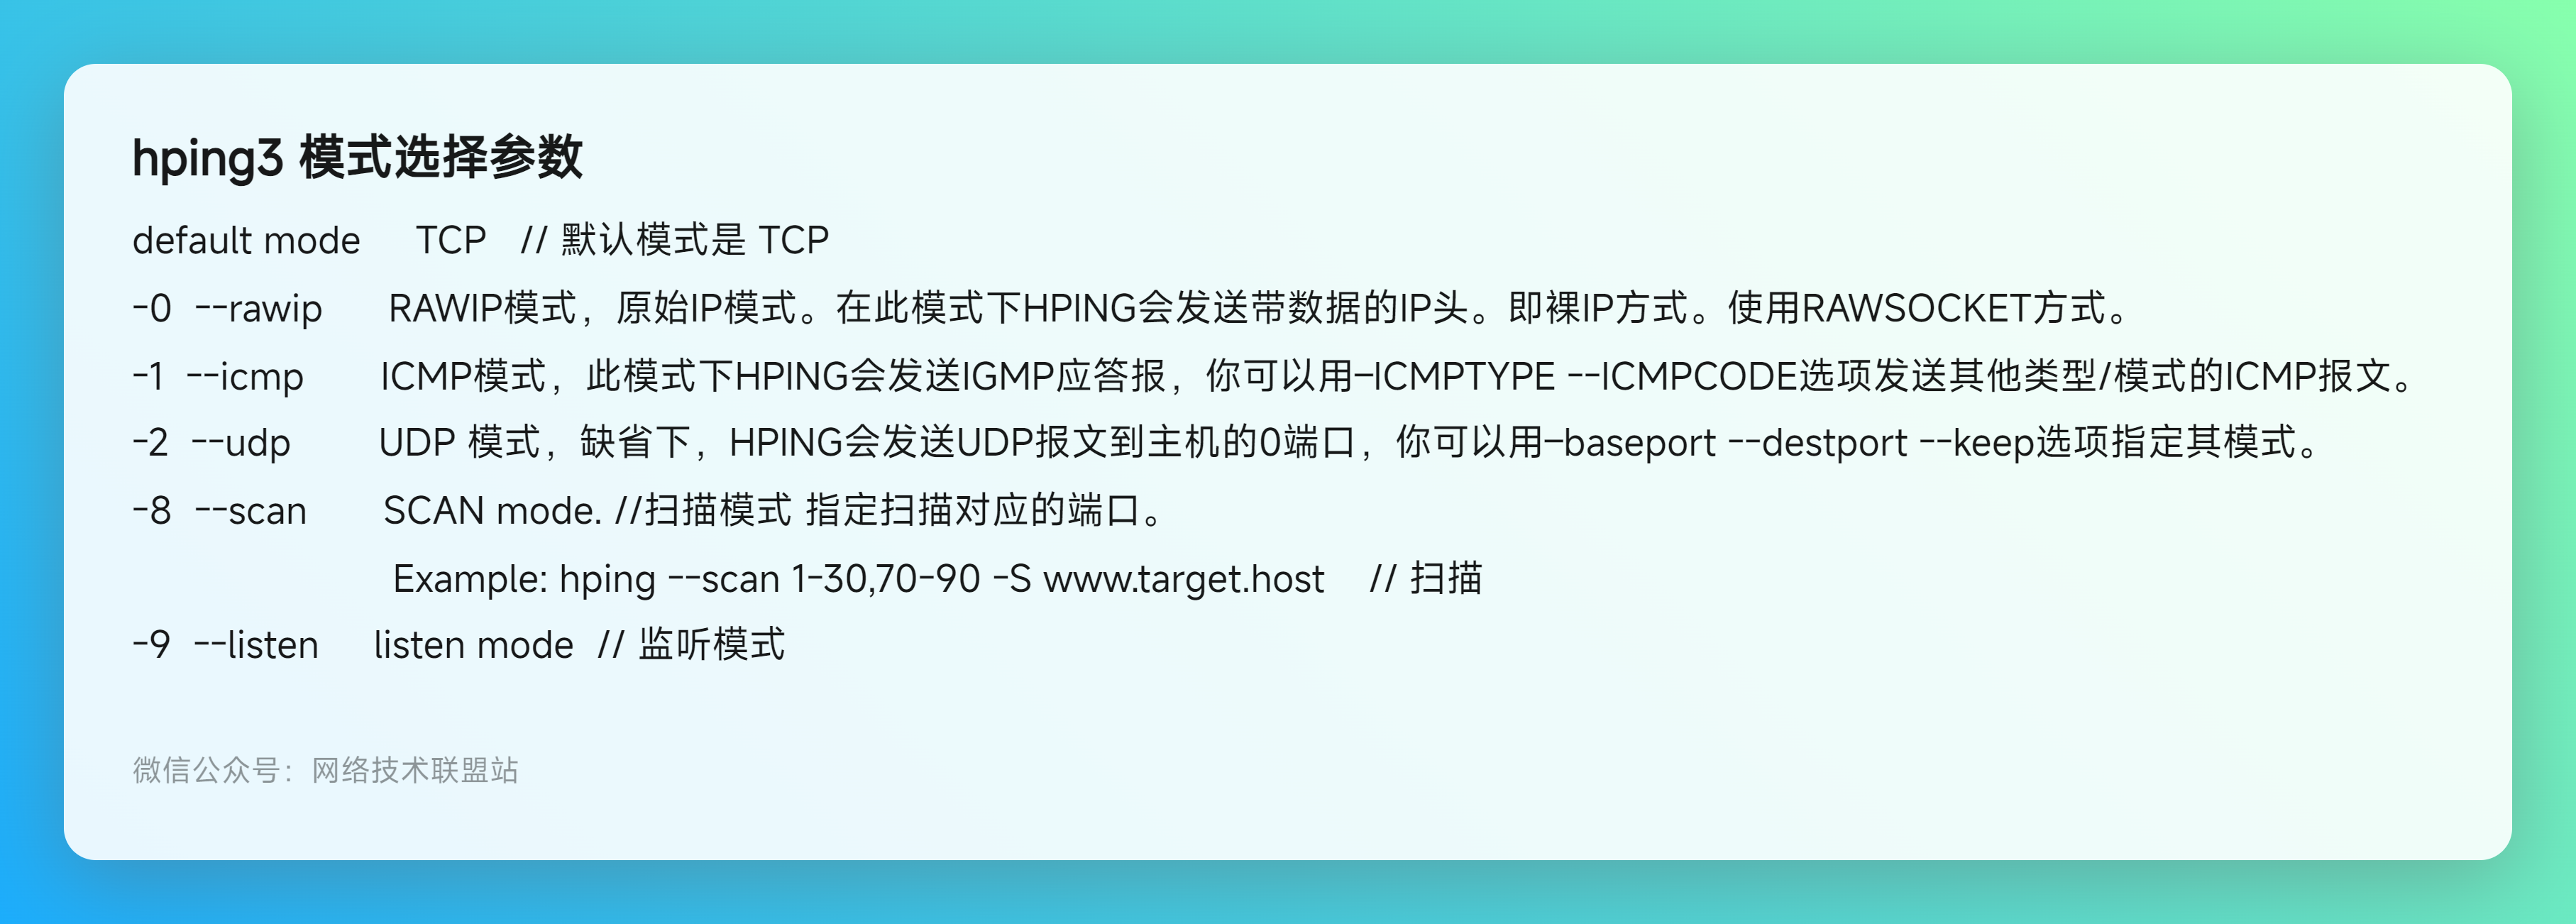 hping3 模式选择参数
default mode TCP // 默认模式是 TCP
-0 --rawip RAWIP模式，原始IP模式。在此模式下HPING会发送带数据的IP头。即裸IP方式。使用RAWSOCKET方式。
-1 --icmp ICMP模式，此模式下HPING会发送IGMP应答报，你可以用–ICMPTYPE --ICMPCODE选项发送其他类型/模式的ICMP报文。
-2 --udp UDP 模式，缺省下，HPING会发送UDP报文到主机的0端口，你可以用–baseport --destport --keep选项指定其模式。
-8 --scan SCAN mode. //扫描模式 指定扫描对应的端口。
Example: hping --scan 1-30,70-90 -S www.target.host // 扫描
-9 --listen listen mode // 监听模式
微信公众号：网络技术联盟站